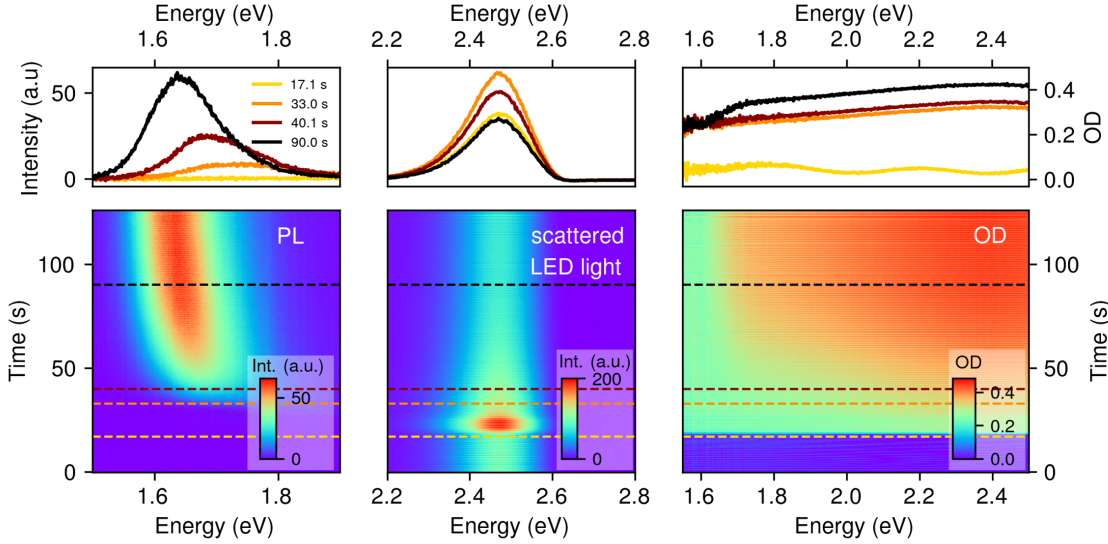 Energy (eV) Energy (eV) Energy (eV)
1.6 1.8 2.2 2.4 2.6 2.8 1.6 1.8 2.0 2.2 2.4
Intensity (a.u)
50
0
17.1 s
33.0 s
40.1 s
90.0 s
0.4
0.2
0.0
OD
PL
scattered
LED light
OD
Time (s)
100
50
0
Int. (a.u.)
50
0
Int. (a.u.)
200
0
OD
0.4
0.2
0.0
100
50
0
Time (s)
1.6 1.8 2.2 2.4 2.6 2.8 1.6 1.8 2.0 2.2 2.4
Energy (eV) Energy (eV) Energy (eV)